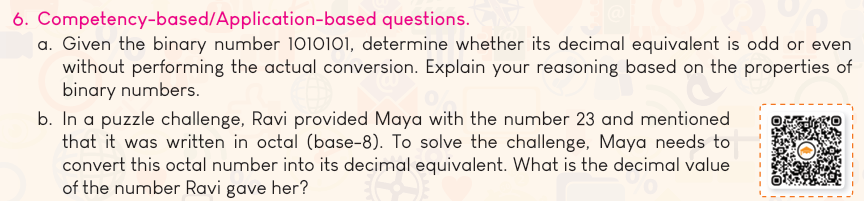 6. Competency-based/Application-based questions.
a. Given the binary number 1010101, determine whether its decimal equivalent is odd or even
without performing the actual conversion. Explain your reasoning based on the properties of
binary numbers.
b. In a puzzle challenge, Ravi provided Maya with the number 23 and mentioned
that it was written in octal (base-8). To solve the challenge, Maya needs to
convert this octal number into its decimal equivalent. What is the decimal value
of the number Ravi gave her?